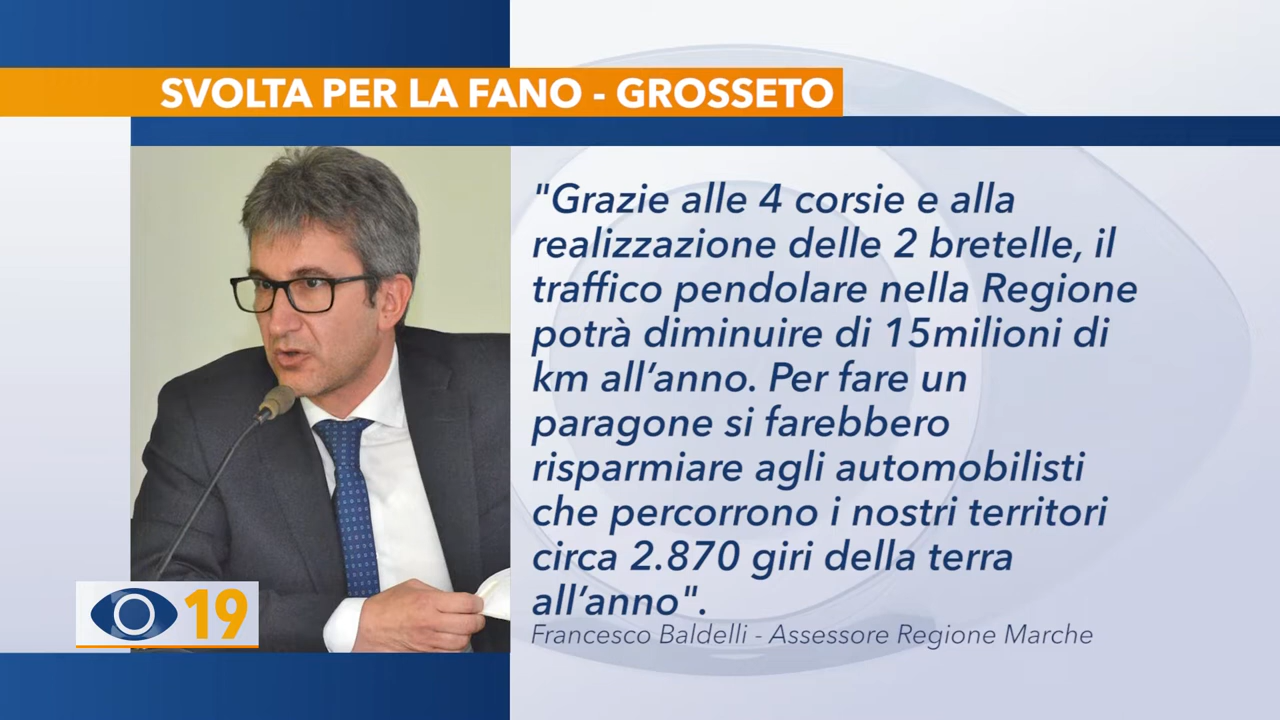 SVOLTA PER LA FANO - GROSSETO
"Grazie alle 4 corsie e alla
realizzazione delle 2 bretelle, il
traffico pendolare nella Regione
potrà diminuire di 15milioni di
km all’anno. Per fare un
paragone si farebbero
risparmiare agli automobilisti
che percorrono i nostri territori
circa 2.870 giri della terra
all’anno".
Francesco Baldelli - Assessore Regione Marche
19